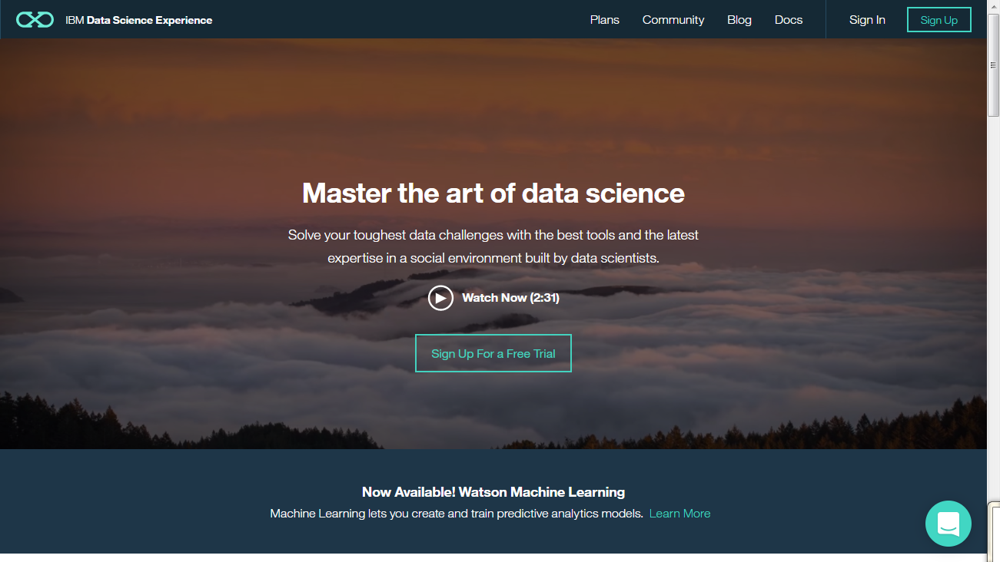 IBM Data Science Experience
Plans
Community
Blog
Docs
Sign In
Sign Up
Master the art of data science
Solve your toughest data challenges with the best tools and the latest
expertise in a social environment built by data scientists.
Watch Now (2:31)
Sign Up For a Free Trial
Now Available! Watson Machine Learning
Machine Learning lets you create and train predictive analytics models. Learn More